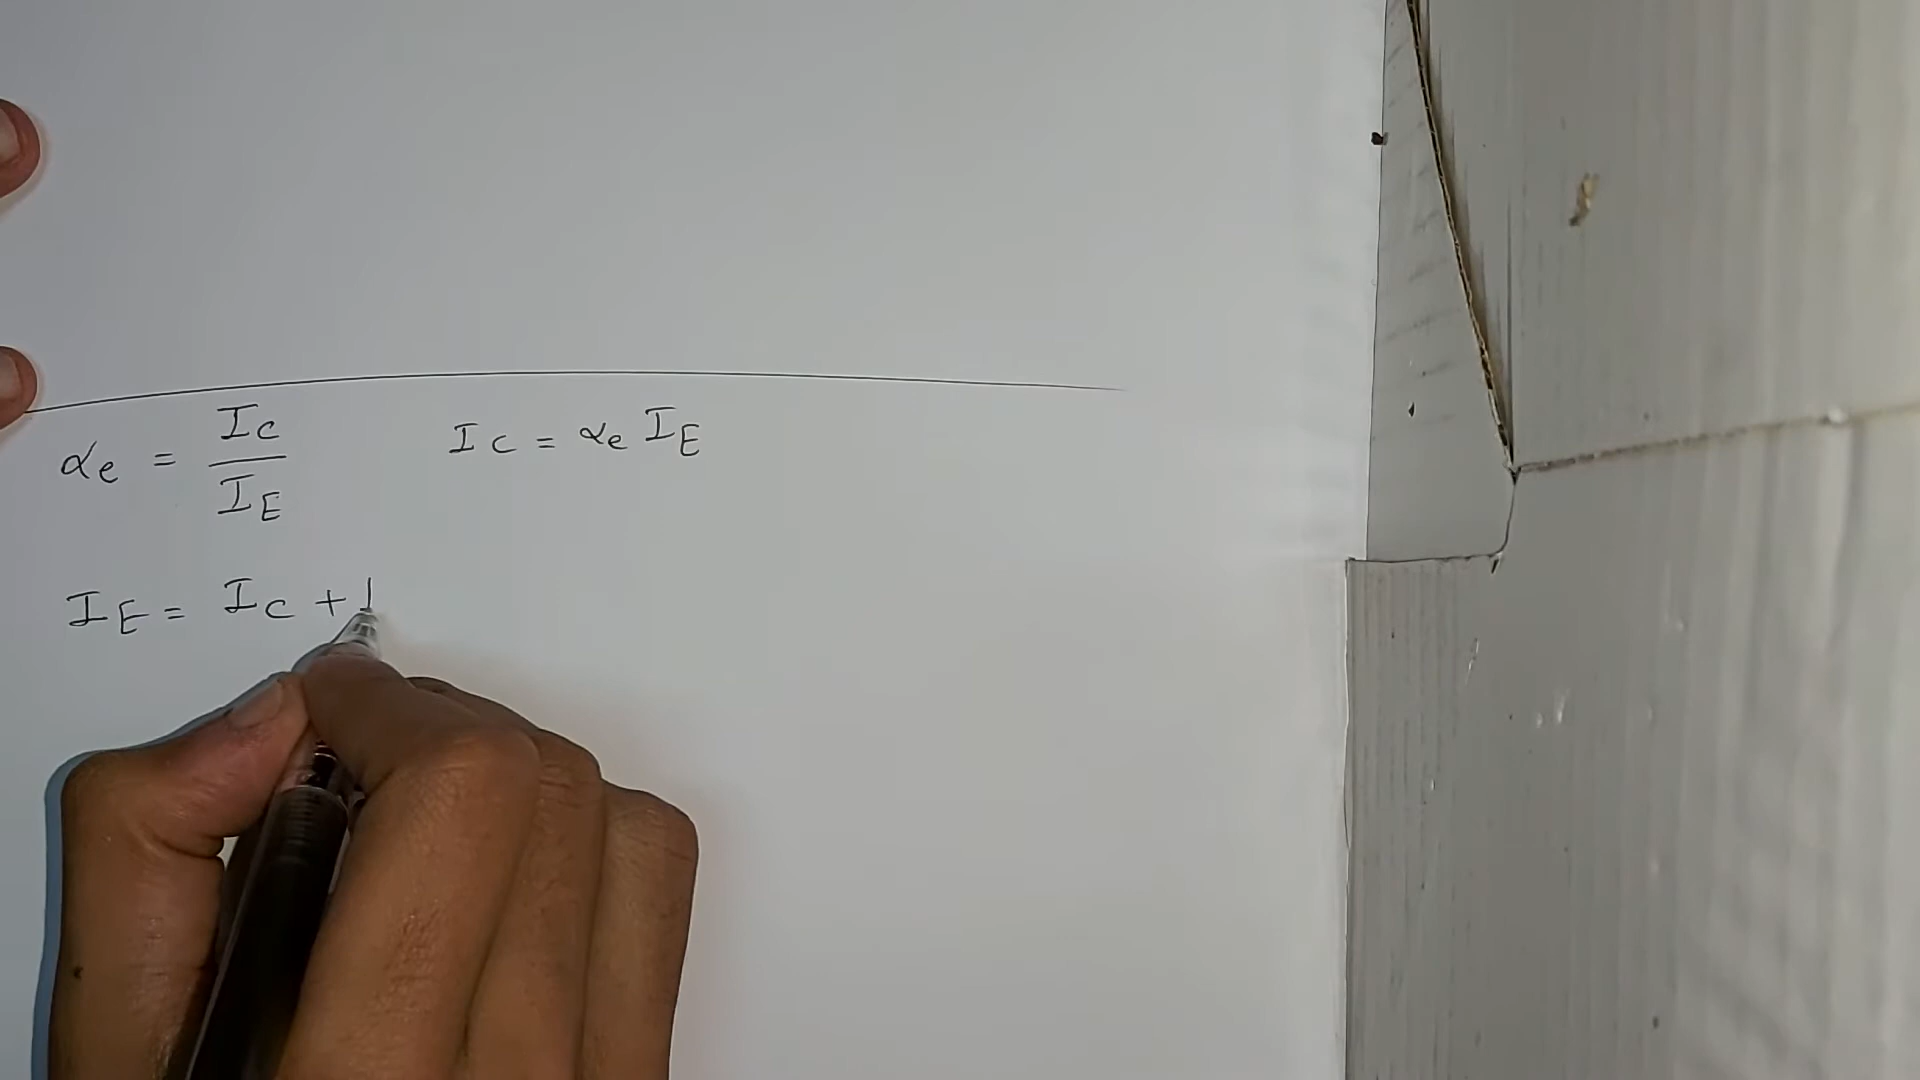 αe = IC / IE    IC = αe IE
IE = IC +